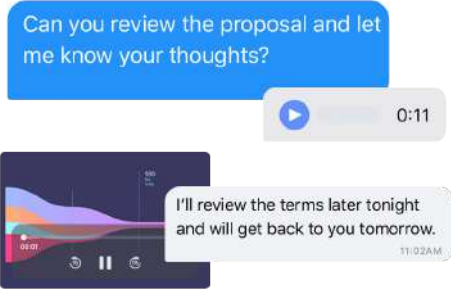 Can you review the proposal and let
me know your thoughts?
0:11
00:01
I'll review the terms later tonight
and will get back to you tomorrow.
11:02AM